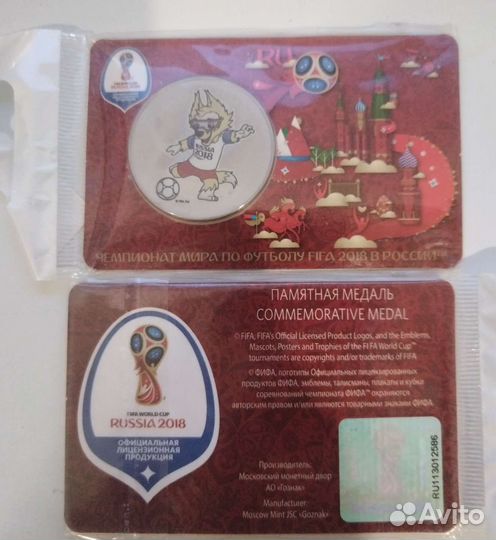 RUSSIA
2018
ЧЕМПИОНАТ МИРА ПО ФУТБОЛУ FIFA 2018 В РОССИИ
ПАМЯТНАЯ МЕДАЛЬ
COMMEMORATIVE MEDAL
© FIFA, FIFA's Official Licensed Product Logos, and the Emblems,
Mascots, Posters and Trophies of the FIFA World Cup™
tournaments are copyrights and/or trademarks of FIFA
© ФИФА, логотипы Официальных лицензированных
продуктов ФИФА, эмблемы, талисманы, плакаты и кубка
соревнований чемпионата ФИФА™ охраняются
авторским правом и/или являются товарными знаками ФИФА.
FIFA WORLD CUP
RUSSIA 2018
ОФИЦИАЛЬНАЯ
ЛИЦЕНЗИОННАЯ
ПРОДУКЦИЯ
Производитель:
Московский монетный двор
АО «Гознак»
Manufacturer:
Moscow Mint JSC «Goznak»
RU113012586
Avito